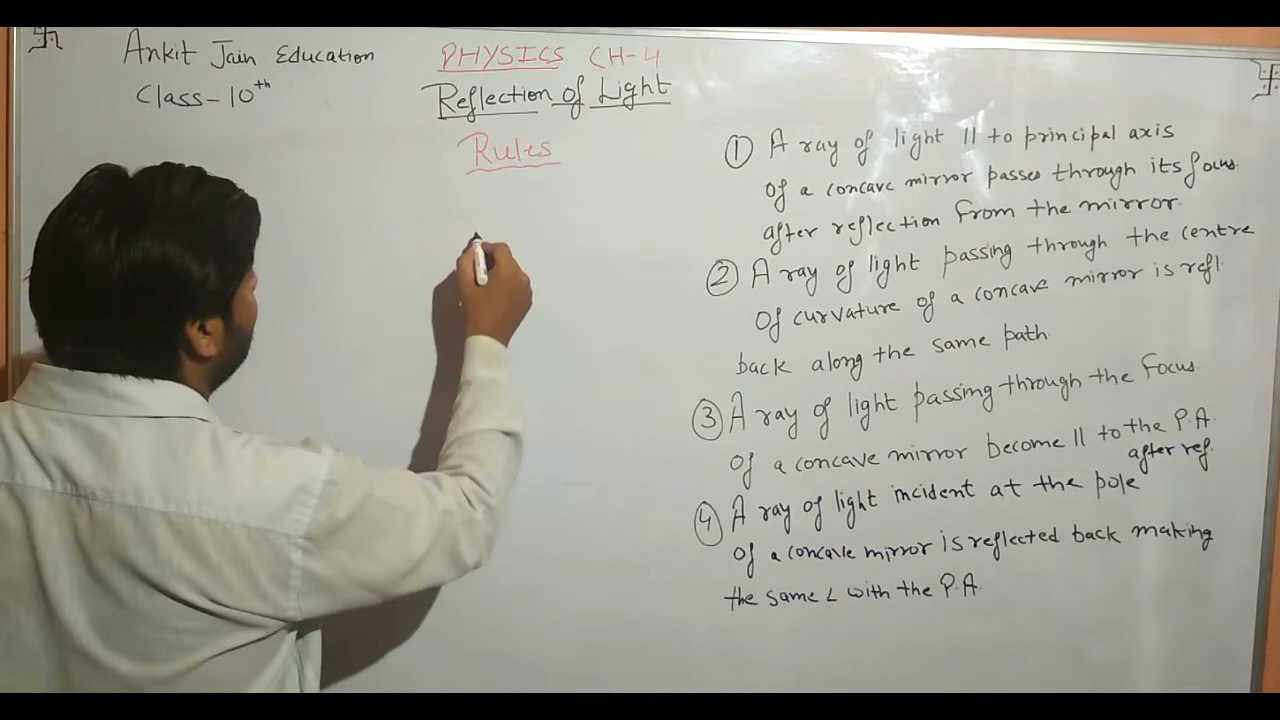 Ankit Jain Education
Class-10th
PHYSICS CH-4
Reflection of Light
Rules
① A ray of light || to principal axis
of a concave mirror passes through its focus.
after reflection from the mirror.
② A ray of light passing through the centre
of curvature of a concave mirror is refl.
back along the same path.
③ A ray of light passing through the focus.
of a concave mirror become || to the P.A.
after ref.
④ A ray of light incident at the pole
of a concave mirror is reflected back making
the same ∠ with the P.A.